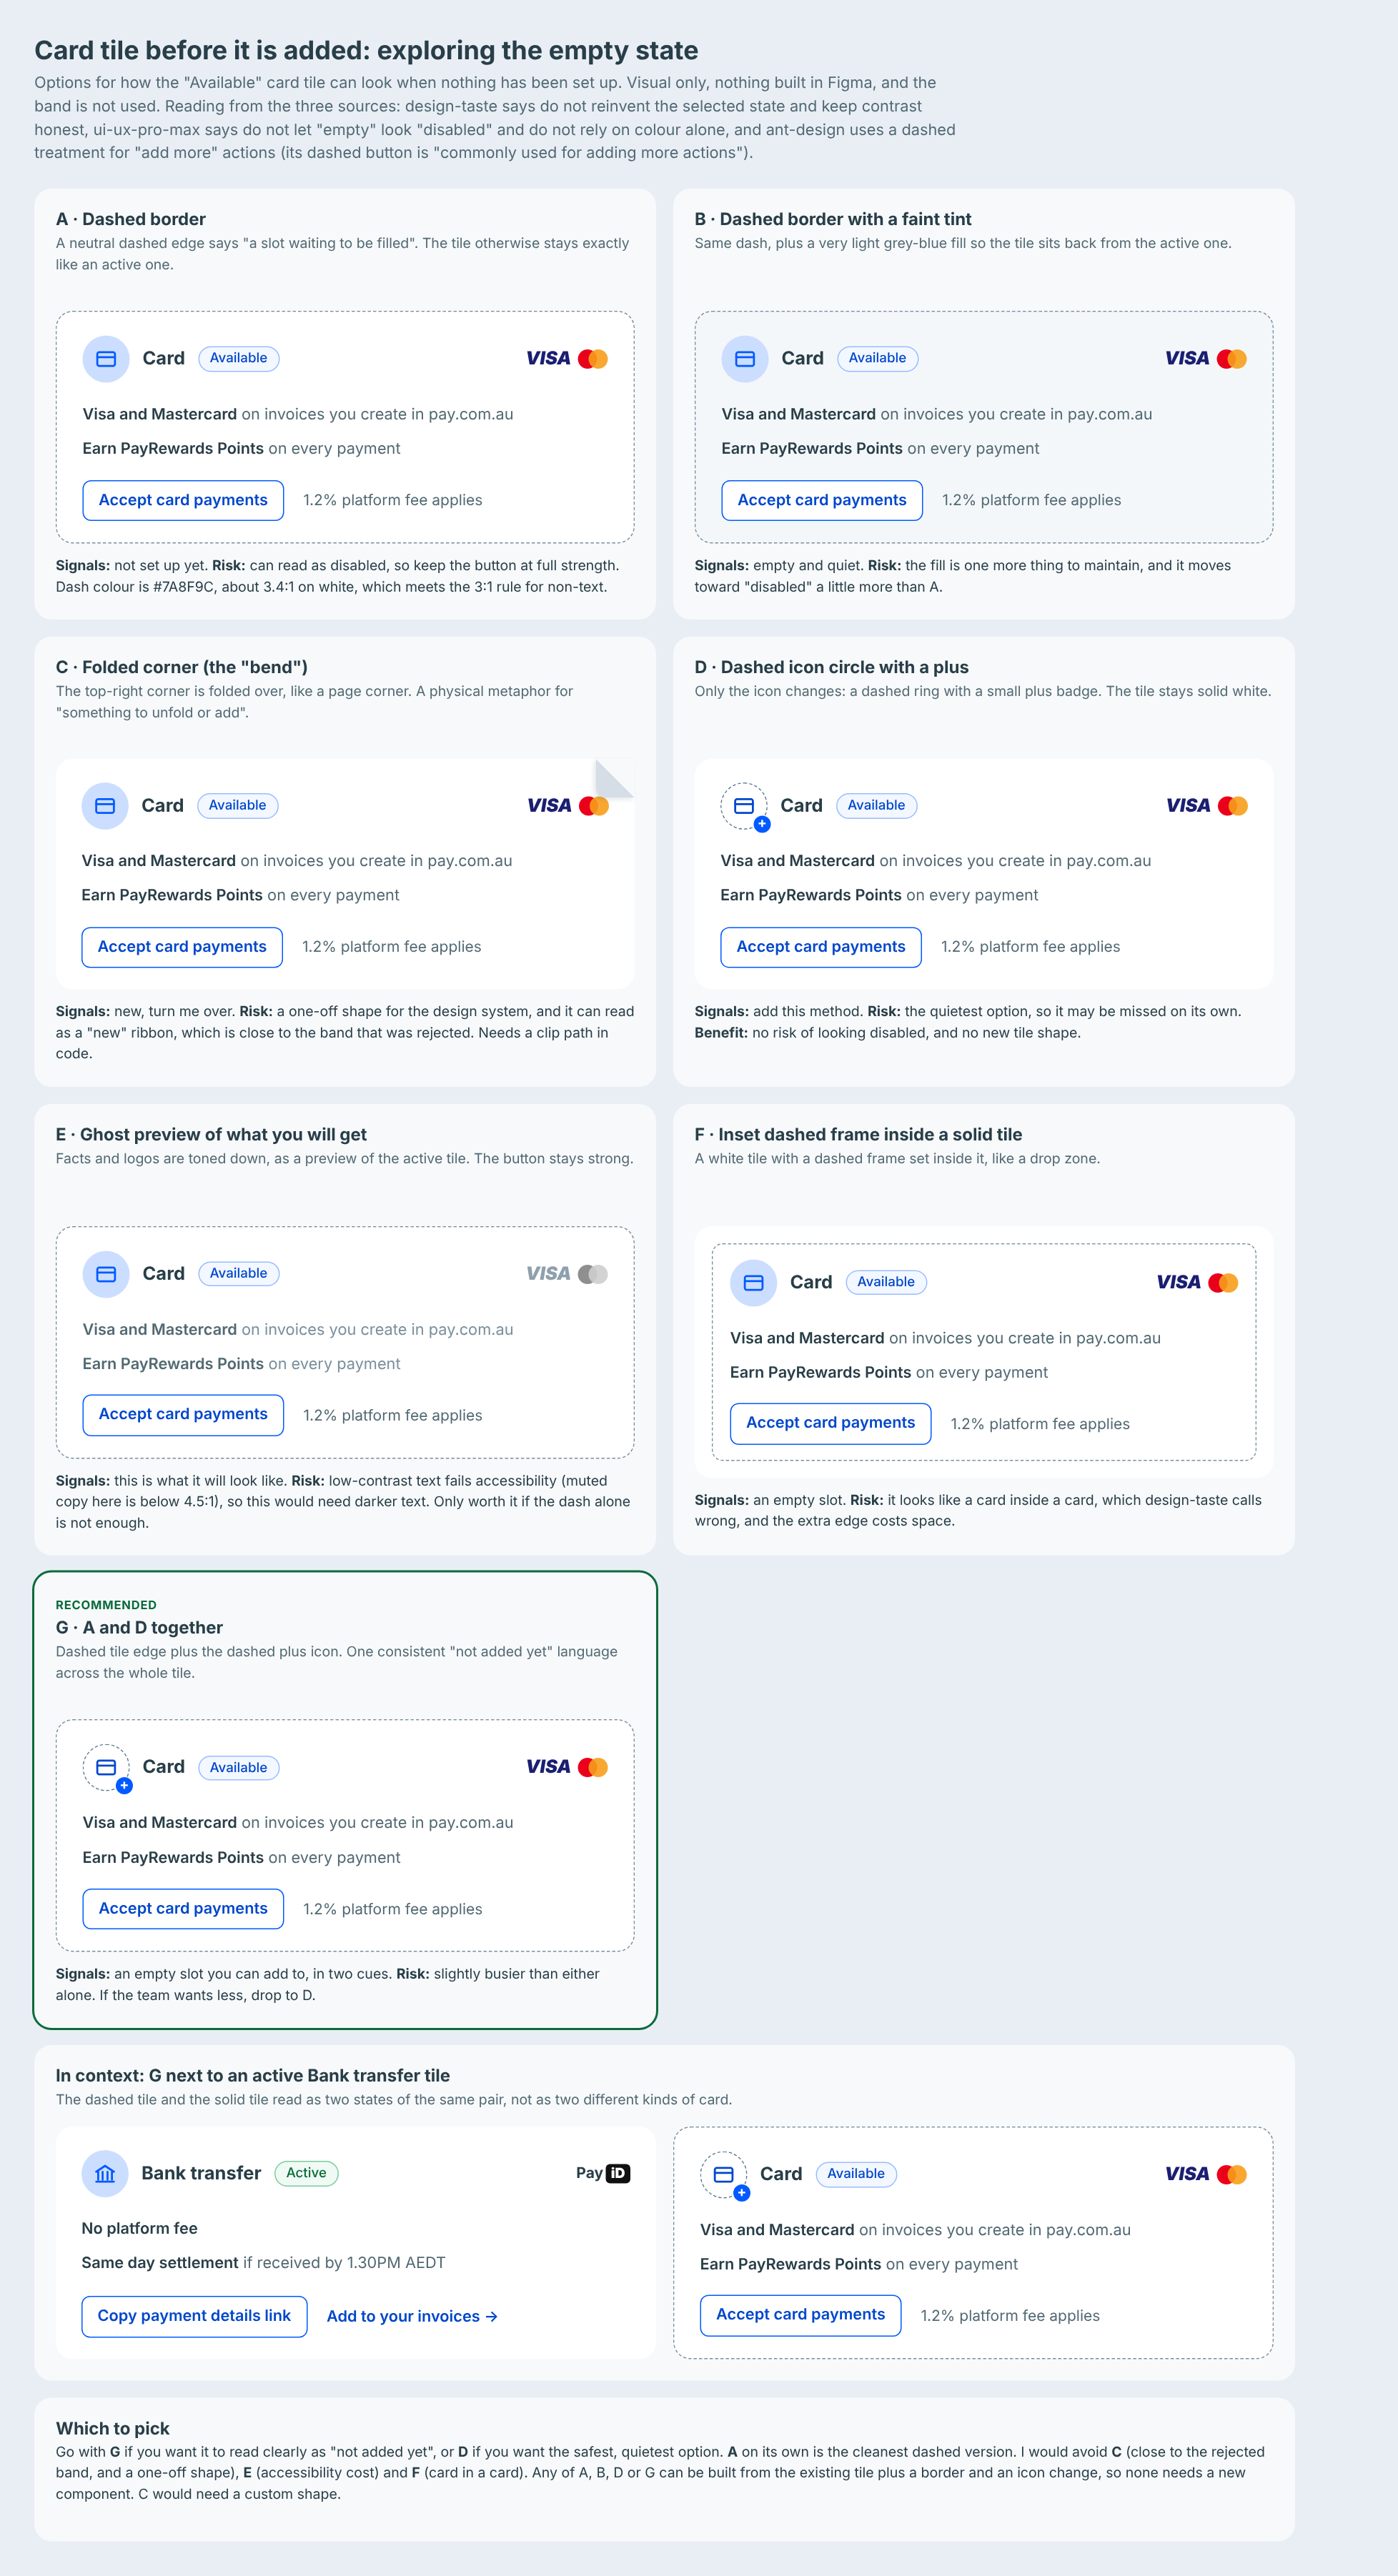 Card tile before it is added: exploring the empty state
Options for how the "Available" card tile can look when nothing has been set up. Visual only, nothing built in Figma, and the
band is not used. Reading from the three sources: design-taste says do not reinvent the selected state and keep contrast
honest, ui-ux-pro-max says do not let "empty" look "disabled" and do not rely on colour alone, and ant-design uses a dashed
treatment for "add more" actions (its dashed button is "commonly used for adding more actions").
A · Dashed border
A neutral dashed edge says "a slot waiting to be filled". The tile otherwise stays exactly
like an active one.
Card Available VISA
Visa and Mastercard on invoices you create in pay.com.au
Earn PayRewards Points on every payment
Accept card payments 1.2% platform fee applies
Signals: not set up yet. Risk: can read as disabled, so keep the button at full strength.
Dash colour is #7A8F9C, about 3.4:1 on white, which meets the 3:1 rule for non-text.
B · Dashed border with a faint tint
Same dash, plus a very light grey-blue fill so the tile sits back from the active one.
Card Available VISA
Visa and Mastercard on invoices you create in pay.com.au
Earn PayRewards Points on every payment
Accept card payments 1.2% platform fee applies
Signals: empty and quiet. Risk: the fill is one more thing to maintain, and it moves
toward "disabled" a little more than A.
C · Folded corner (the "bend")
The top-right corner is folded over, like a page corner. A physical metaphor for
"something to unfold or add".
Card Available VISA
Visa and Mastercard on invoices you create in pay.com.au
Earn PayRewards Points on every payment
Accept card payments 1.2% platform fee applies
Signals: new, turn me over. Risk: a one-off shape for the design system, and it can read
as a "new" ribbon, which is close to the band that was rejected. Needs a clip path in
code.
D · Dashed icon circle with a plus
Only the icon changes: a dashed ring with a small plus badge. The tile stays solid white.
+ Card Available VISA
Visa and Mastercard on invoices you create in pay.com.au
Earn PayRewards Points on every payment
Accept card payments 1.2% platform fee applies
Signals: add this method. Risk: the quietest option, so it may be missed on its own.
Benefit: no risk of looking disabled, and no new tile shape.
E · Ghost preview of what you will get
Facts and logos are toned down, as a preview of the active tile. The button stays strong.
Card Available VISA
Visa and Mastercard on invoices you create in pay.com.au
Earn PayRewards Points on every payment
Accept card payments 1.2% platform fee applies
Signals: this is what it will look like. Risk: low-contrast text fails accessibility (muted
copy here is below 4.5:1), so this would need darker text. Only worth it if the dash alone
is not enough.
F · Inset dashed frame inside a solid tile
A white tile with a dashed frame set inside it, like a drop zone.
Card Available VISA
Visa and Mastercard on invoices you create in pay.com.au
Earn PayRewards Points on every payment
Accept card payments 1.2% platform fee applies
Signals: an empty slot. Risk: it looks like a card inside a card, which design-taste calls
wrong, and the extra edge costs space.
RECOMMENDED
G · A and D together
Dashed tile edge plus the dashed plus icon. One consistent "not added yet" language
across the whole tile.
+ Card Available VISA
Visa and Mastercard on invoices you create in pay.com.au
Earn PayRewards Points on every payment
Accept card payments 1.2% platform fee applies
Signals: an empty slot you can add to, in two cues. Risk: slightly busier than either
alone. If the team wants less, drop to D.
In context: G next to an active Bank transfer tile
The dashed tile and the solid tile read as two states of the same pair, not as two different kinds of card.
Bank transfer Active Pay iD
No platform fee
Same day settlement if received by 1.30PM AEDT
Copy payment details link Add to your invoices →
+ Card Available VISA
Visa and Mastercard on invoices you create in pay.com.au
Earn PayRewards Points on every payment
Accept card payments 1.2% platform fee applies
Which to pick
Go with G if you want it to read clearly as "not added yet", or D if you want the safest, quietest option. A on its own is the cleanest dashed version. I would avoid C (close to the rejected
band, and a one-off shape), E (accessibility cost) and F (card in a card). Any of A, B, D or G can be built from the existing tile plus a border and an icon change, so none needs a new
component. C would need a custom shape.